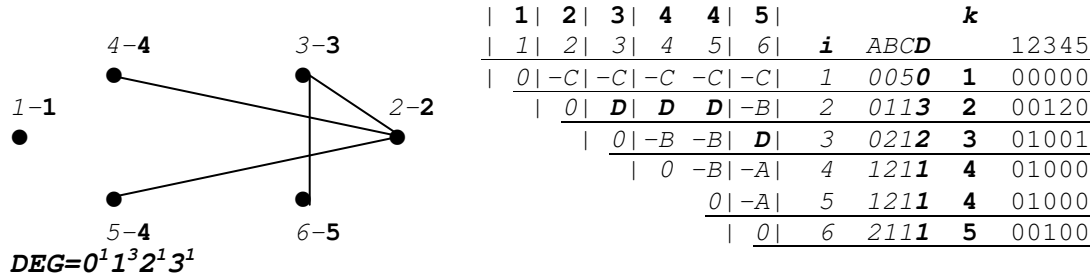 | 1| 2| 3| 4 4| 5| k
4-4 3-3 | 1| 2| 3| 4 5| 6| i ABCD 12345
| 0|-C|-C|-C -C|-C| 1 0050 1 00000
1-1 2-2 | 0| D| D D|-B| 2 0113 2 00120
| 0|-B -B| D| 3 0212 3 01001
| 0 -B|-A| 4 1211 4 01000
0|-A| 5 1211 4 01000
5-4 6-5 | 0| 6 2111 5 00100
DEG=0¹1³2¹3¹